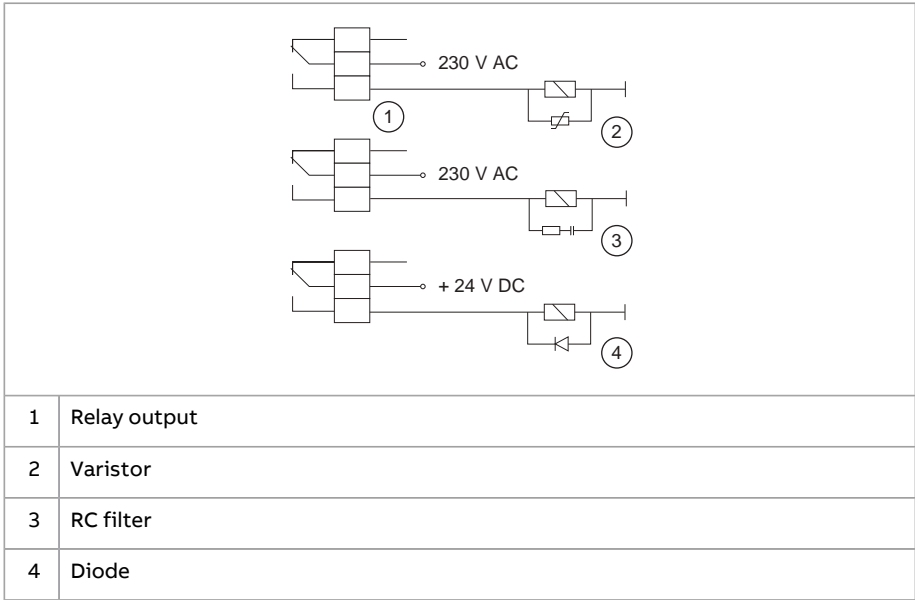 230 V AC
1
2
230 V AC
3
+ 24 V DC
4
1 Relay output
2 Varistor
3 RC filter
4 Diode